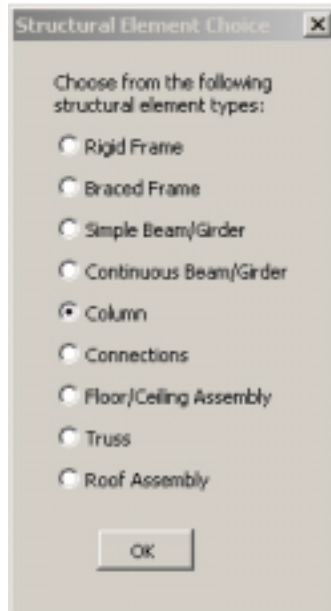 Structural Element Choice
Choose from the following
structural element types:
Rigid Frame
Braced Frame
Simple Beam/Girder
Continuous Beam/Girder
Column
Connections
Floor/Ceiling Assembly
Truss
Roof Assembly
OK